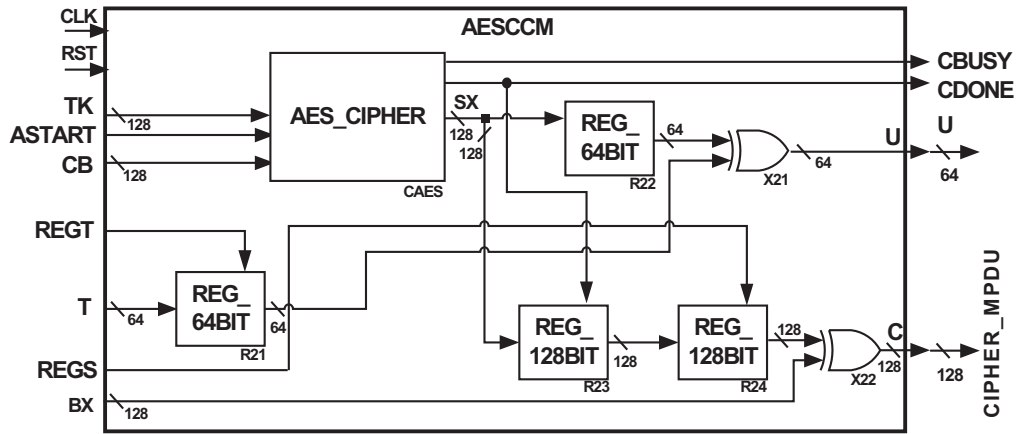 CLK
AESCCM
RST
CBUSY
CDONE
TK
128
ASTART
CB
128
AES_CIPHER
CAES
SX
128
128
REG_
64BIT
R22
64
X21
U
64
U
64
REGT
T
64
REG_
64BIT
R21
64
REG_
128BIT
R23
128
REG_
128BIT
R24
128
X22
C
128
128
CIPHER_MPDU
REGS
BX
128